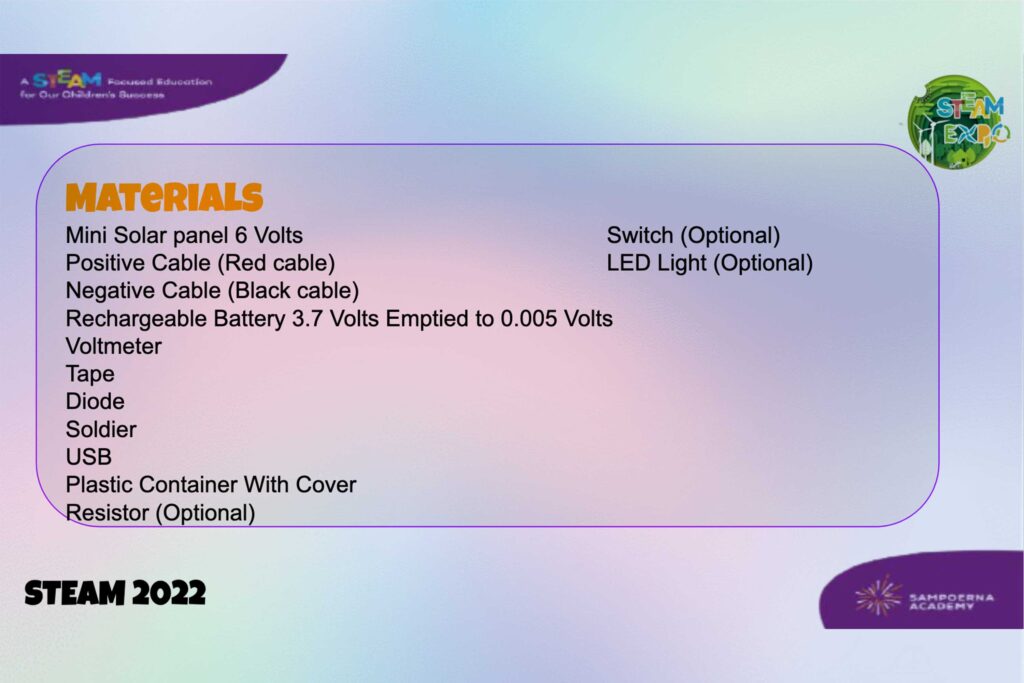 A STEAM Focused Education
for Our Children's Success
STEAM
EXPO
Materials
Mini Solar panel 6 Volts
Positive Cable (Red cable)
Negative Cable (Black cable)
Rechargeable Battery 3.7 Volts Emptied to 0.005 Volts
Voltmeter
Tape
Diode
Soldier
USB
Plastic Container With Cover
Resistor (Optional)
Switch (Optional)
LED Light (Optional)
STEAM 2022
SAMPOERNA
ACADEMY